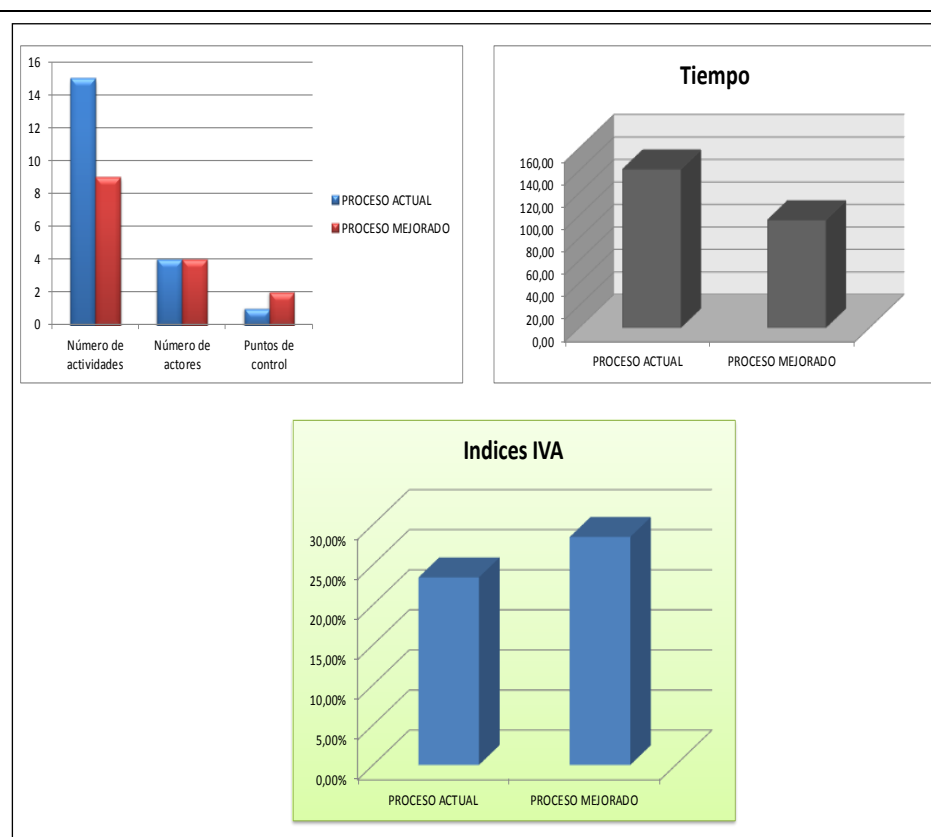 16
14
12
10
8
6
4
2
0
Número de
actividades
Número de
actores
Puntos de
control
PROCESO ACTUAL
PROCESO MEJORADO
Tiempo
160,00
140,00
120,00
100,00
80,00
60,00
40,00
20,00
0,00
PROCESO ACTUAL
PROCESO MEJORADO
Indices IVA
30,00%
25,00%
20,00%
15,00%
10,00%
5,00%
0,00%
PROCESO ACTUAL
PROCESO MEJORADO